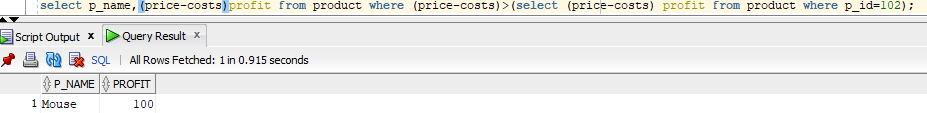 select p_name,(price-costs)profit from product where (price-costs)>(select (price-costs) profit from product where p_id=102);
Script Output x Query Result x
SQL | All Rows Fetched: 1 in 0.915 seconds
P_NAME PROFIT
1 Mouse 100